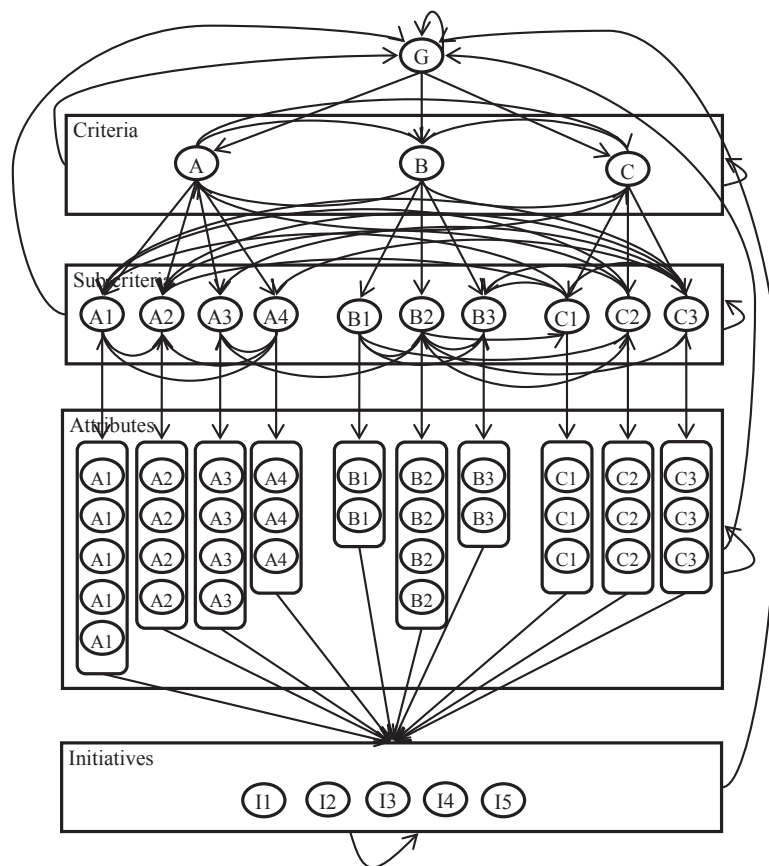 G
Criteria
A B C
Subcriteria
A1 A2 A3 A4 B1 B2 B3 C1 C2 C3
Attributes
A1 A2 A3 A4 B1 B2 B3 C1 C2 C3
A1 A2 A3 A4 B1 B2 B3 C1 C2 C3
A1 A2 A3 A4 B2 C1 C2 C3
A1 A2 A3 B2
A1
Initiatives
I1 I2 I3 I4 I5